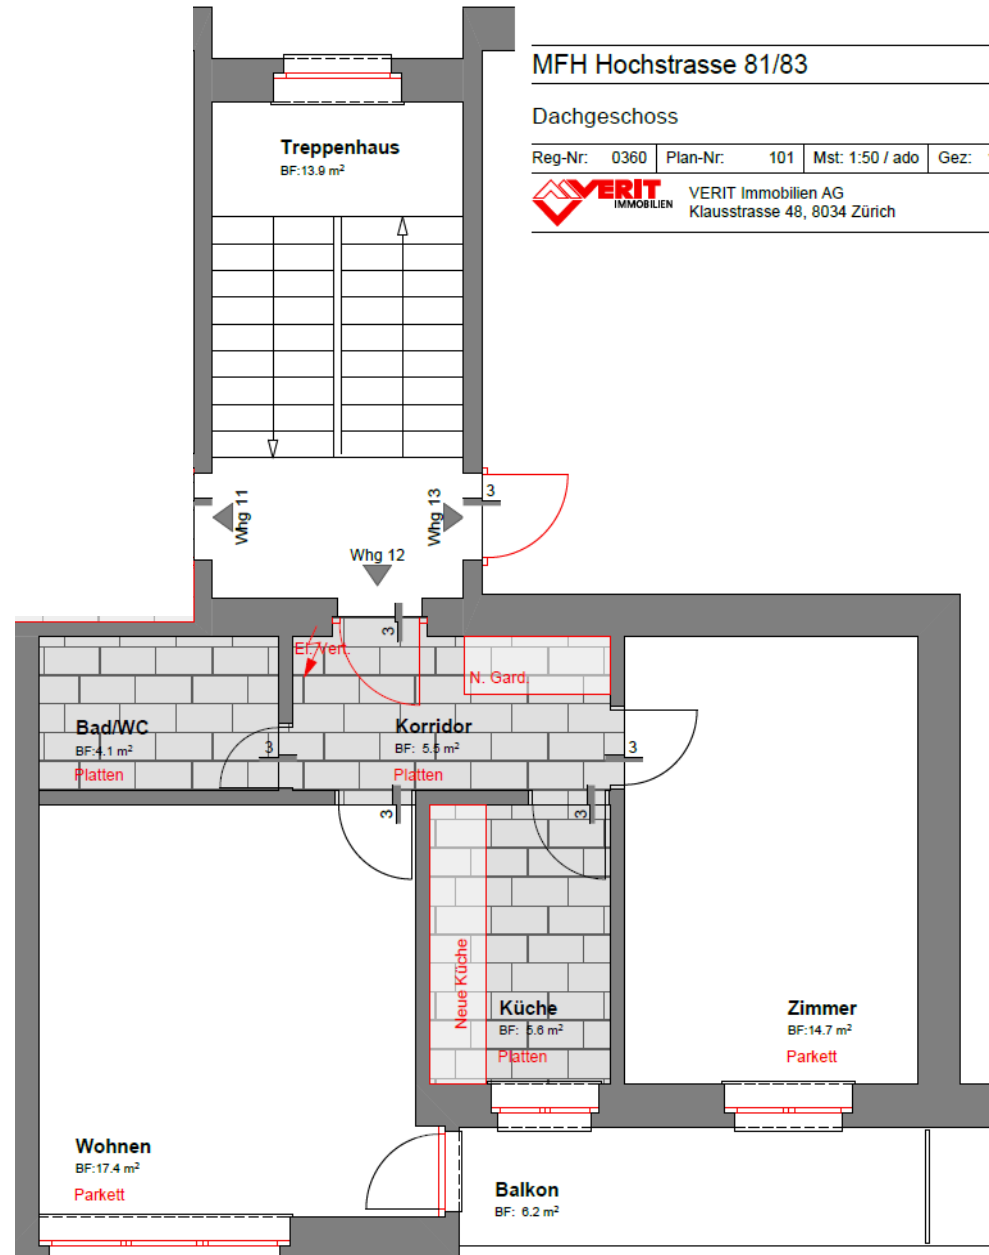 MFH Hochstrasse 81/83
Dachgeschoss
Reg-Nr: 0360 Plan-Nr: 101 Mst: 1:50 / ado Gez:
VERIT
IMMOBILIEN
VERIT Immobilien AG
Klausstrasse 48, 8034 Zürich
Treppenhaus
BF:13.9 m²
Whg 11
Whg 13
3
Whg 12
3
El. Vert.
N. Gard.
Bad/WC
BF:4.1 m²
Platten
3
Korridor
BF: 5.5 m²
Platten
3
3
3
Neue Küche
Küche
BF: 5.6 m²
Platten
Zimmer
BF:14.7 m²
Parkett
Wohnen
BF:17.4 m²
Parkett
Balkon
BF: 6.2 m²